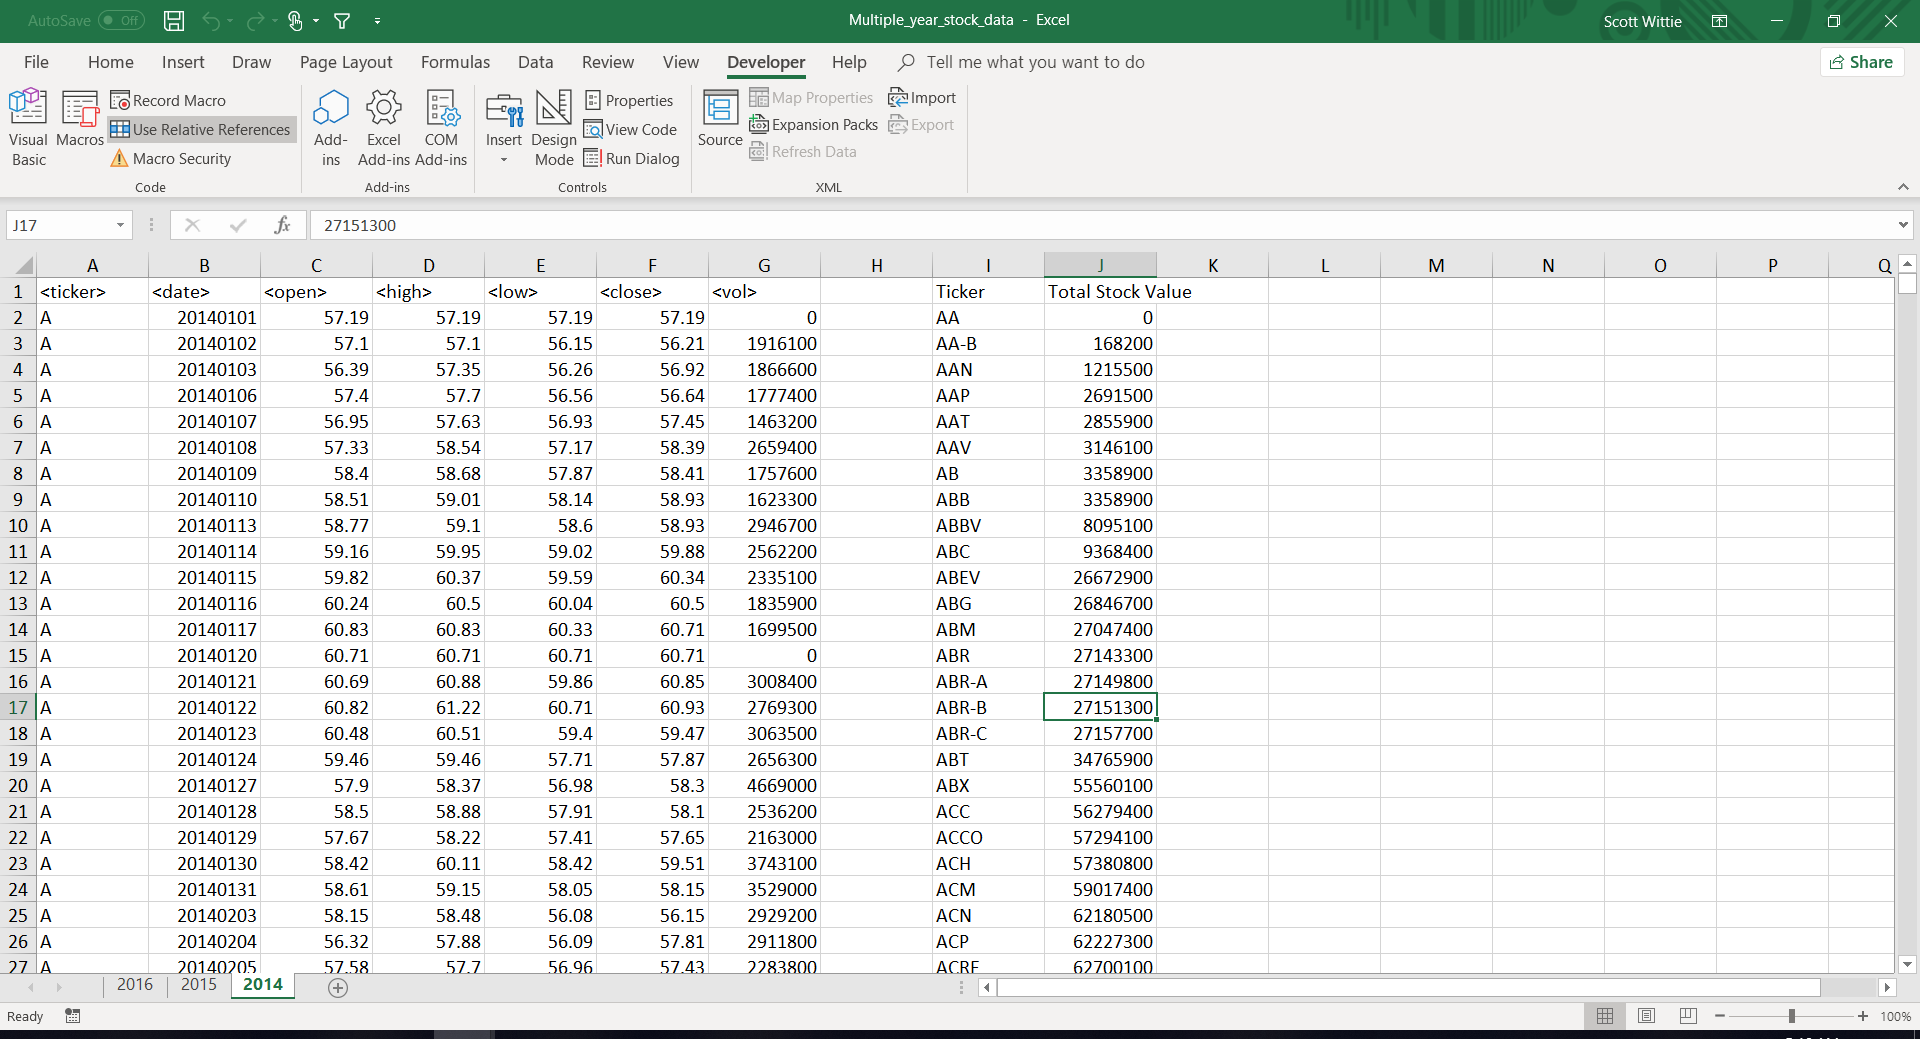 AutoSave Off Multiple_year_stock_data - Excel Scott Wittie
File Home Insert Draw Page Layout Formulas Data Review View Developer Help Tell me what you want to do Share
Visual Basic
Macros
Record Macro
Use Relative References
Macro Security
Code
Add-ins
Excel Add-ins
COM Add-ins
Add-ins
Insert
Design Mode
Properties
View Code
Run Dialog
Controls
Source
Map Properties
Expansion Packs
Refresh Data
Import
Export
XML
J17 fx 27151300
A B C D E F G H I J K L M N O P Q
1 <ticker> <date> <open> <high> <low> <close> <vol> Ticker Total Stock Value
2 A 20140101 57.19 57.19 57.19 57.19 0 AA 0
3 A 20140102 57.1 57.1 56.15 56.21 1916100 AA-B 168200
4 A 20140103 56.39 57.35 56.26 56.92 1866600 AAN 1215500
5 A 20140106 57.4 57.7 56.56 56.64 1777400 AAP 2691500
6 A 20140107 56.95 57.63 56.93 57.45 1463200 AAT 2855900
7 A 20140108 57.33 58.54 57.17 58.39 2659400 AAV 3146100
8 A 20140109 58.4 58.68 57.87 58.41 1757600 AB 3358900
9 A 20140110 58.51 59.01 58.14 58.93 1623300 ABB 3358900
10 A 20140113 58.77 59.1 58.6 58.93 2946700 ABBV 8095100
11 A 20140114 59.16 59.95 59.02 59.88 2562200 ABC 9368400
12 A 20140115 59.82 60.37 59.59 60.34 2335100 ABEV 26672900
13 A 20140116 60.24 60.5 60.04 60.5 1835900 ABG 26846700
14 A 20140117 60.83 60.83 60.33 60.71 1699500 ABM 27047400
15 A 20140120 60.71 60.71 60.71 60.71 0 ABR 27143300
16 A 20140121 60.69 60.88 59.86 60.85 3008400 ABR-A 27149800
17 A 20140122 60.82 61.22 60.71 60.93 2769300 ABR-B 27151300
18 A 20140123 60.48 60.51 59.4 59.47 3063500 ABR-C 27157700
19 A 20140124 59.46 59.46 57.71 57.87 2656300 ABT 34765900
20 A 20140127 57.9 58.37 56.98 58.3 4669000 ABX 55560100
21 A 20140128 58.5 58.88 57.91 58.1 2536200 ACC 56279400
22 A 20140129 57.67 58.22 57.41 57.65 2163000 ACCO 57294100
23 A 20140130 58.42 60.11 58.42 59.51 3743100 ACH 57380800
24 A 20140131 58.61 59.15 58.05 58.15 3529000 ACM 59017400
25 A 20140203 58.15 58.48 56.08 56.15 2929200 ACN 62180500
26 A 20140204 56.32 57.88 56.09 57.81 2911800 ACP 62227300
27 A 20140205 57.58 57.7 56.96 57.43 2283800 ACRE 62700100
2016 2015 2014
Ready 100%